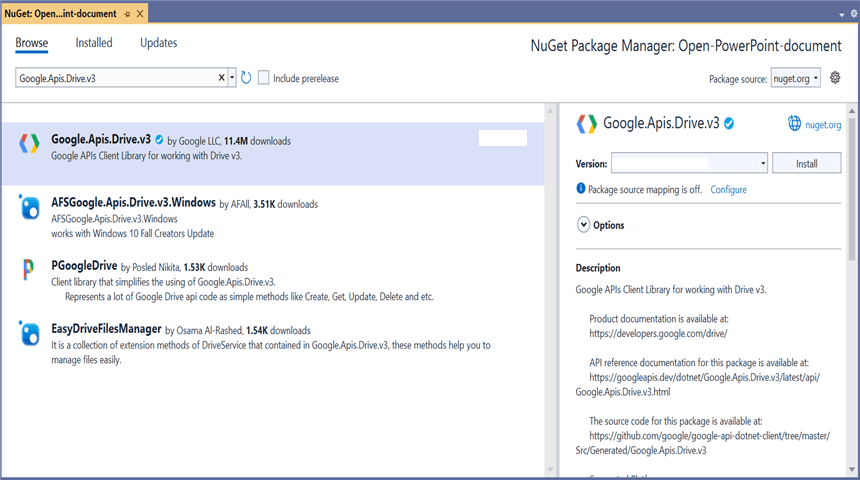 NuGet: Open...int-document
Browse Installed Updates
NuGet Package Manager: Open-PowerPoint-document
Google.Apis.Drive.v3
Include prerelease
Package source: nuget.org
Google.Apis.Drive.v3 by Google LLC, 11.4M downloads
Google APIs Client Library for working with Drive v3.
AFSGoogle.Apis.Drive.v3.Windows by AFAll, 3.51K downloads
AFSGoogle.Apis.Drive.v3.Windows
works with Windows 10 Fall Creators Update
PGoogleDrive by Posled Nikita, 1.53K downloads
Client library that simplifies the using of Google.Apis.Drive.v3.
Represents a lot of Google Drive api code as simple methods like Create, Get, Update, Delete and etc.
EasyDriveFilesManager by Osama Al-Rashed, 1.54K downloads
It is a collection of extension methods of DriveService that contained in Google.Apis.Drive.v3, these methods help you to
manage files easily.
Google.Apis.Drive.v3 nuget.org
Version: Install
Package source mapping is off. Configure
Options
Description
Google APIs Client Library for working with Drive v3.
Product documentation is available at:
https://developers.google.com/drive/
API reference documentation for this package is available at:
https://googleapis.dev/dotnet/Google.Apis.Drive.v3/latest/api/
Google.Apis.Drive.v3.html
The source code for this package is available at:
https://github.com/google/google-api-dotnet-client/tree/master/
Src/Generated/Google.Apis.Drive.v3